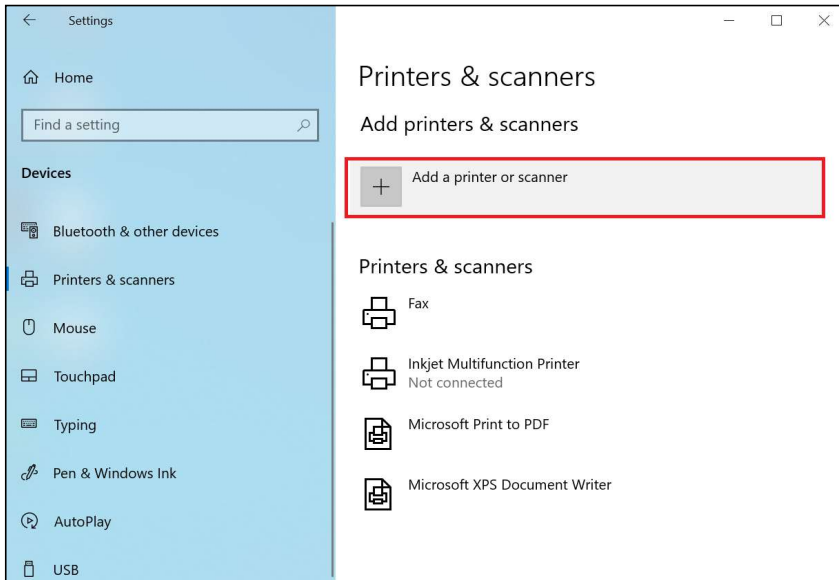 Settings
Home
Find a setting
Devices
Bluetooth & other devices
Printers & scanners
Mouse
Touchpad
Typing
Pen & Windows Ink
AutoPlay
USB
Printers & scanners
Add printers & scanners
Add a printer or scanner
Printers & scanners
Fax
Inkjet Multifunction Printer
Not connected
Microsoft Print to PDF
Microsoft XPS Document Writer